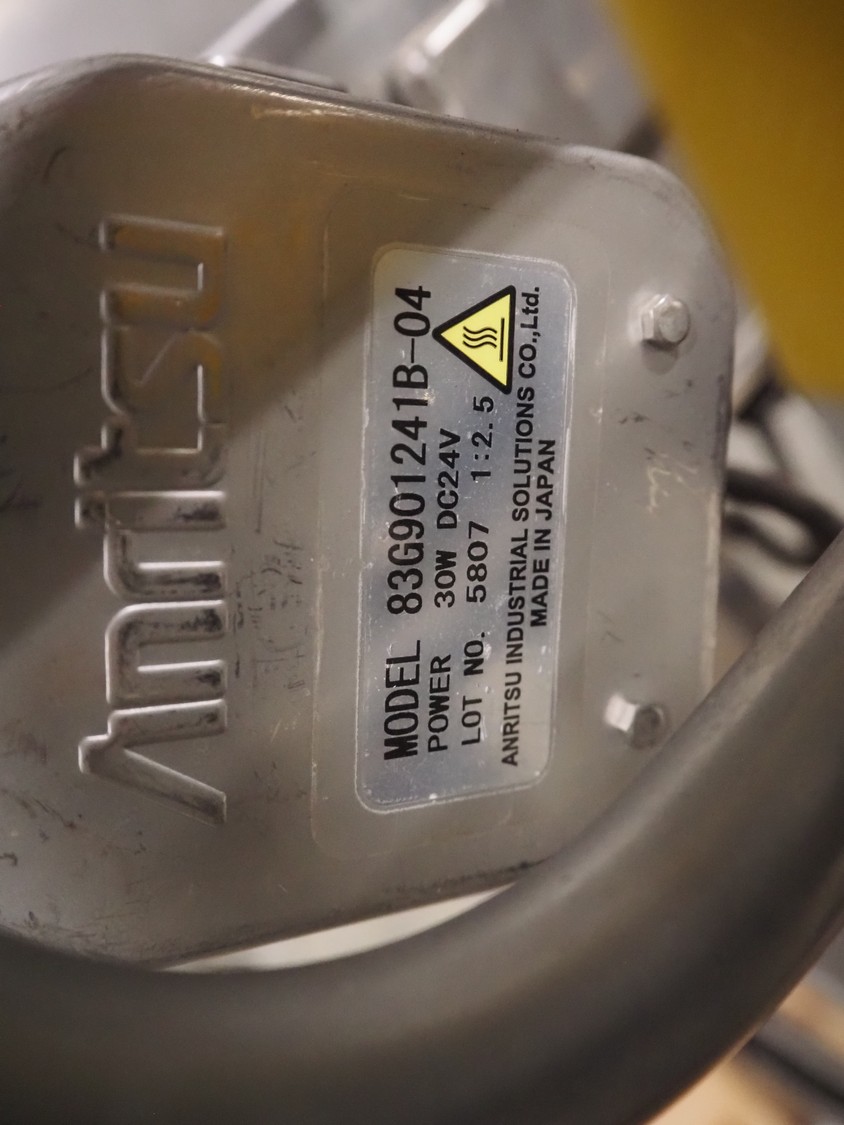 Anritsu
MODEL 83G901241B-04
POWER 30W DC24V
LOT NO. 5807 1:2.5
ANRITSU INDUSTRIAL SOLUTIONS CO.,Ltd.
MADE IN JAPAN